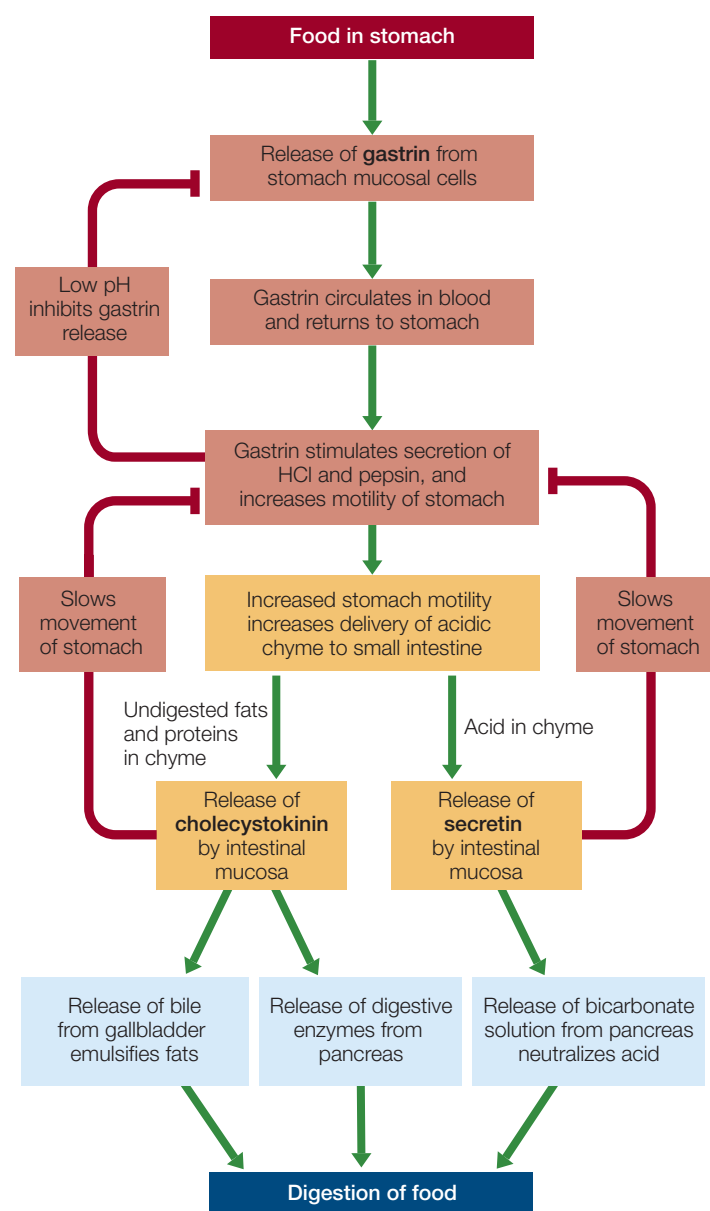 Food in stomach
Release of gastrin from
stomach mucosal cells
Low pH
inhibits gastrin
release
Gastrin circulates in blood
and returns to stomach
Gastrin stimulates secretion of
HCl and pepsin, and
increases motility of stomach
Slows
movement
of stomach
Increased stomach motility
increases delivery of acidic
chyme to small intestine
Slows
movement
of stomach
Undigested fats
and proteins
in chyme
Acid in chyme
Release of
cholecystokinin
by intestinal
mucosa
Release of
secretin
by intestinal
mucosa
Release of bile
from gallbladder
emulsifies fats
Release of digestive
enzymes from
pancreas
Release of bicarbonate
solution from pancreas
neutralizes acid
Digestion of food